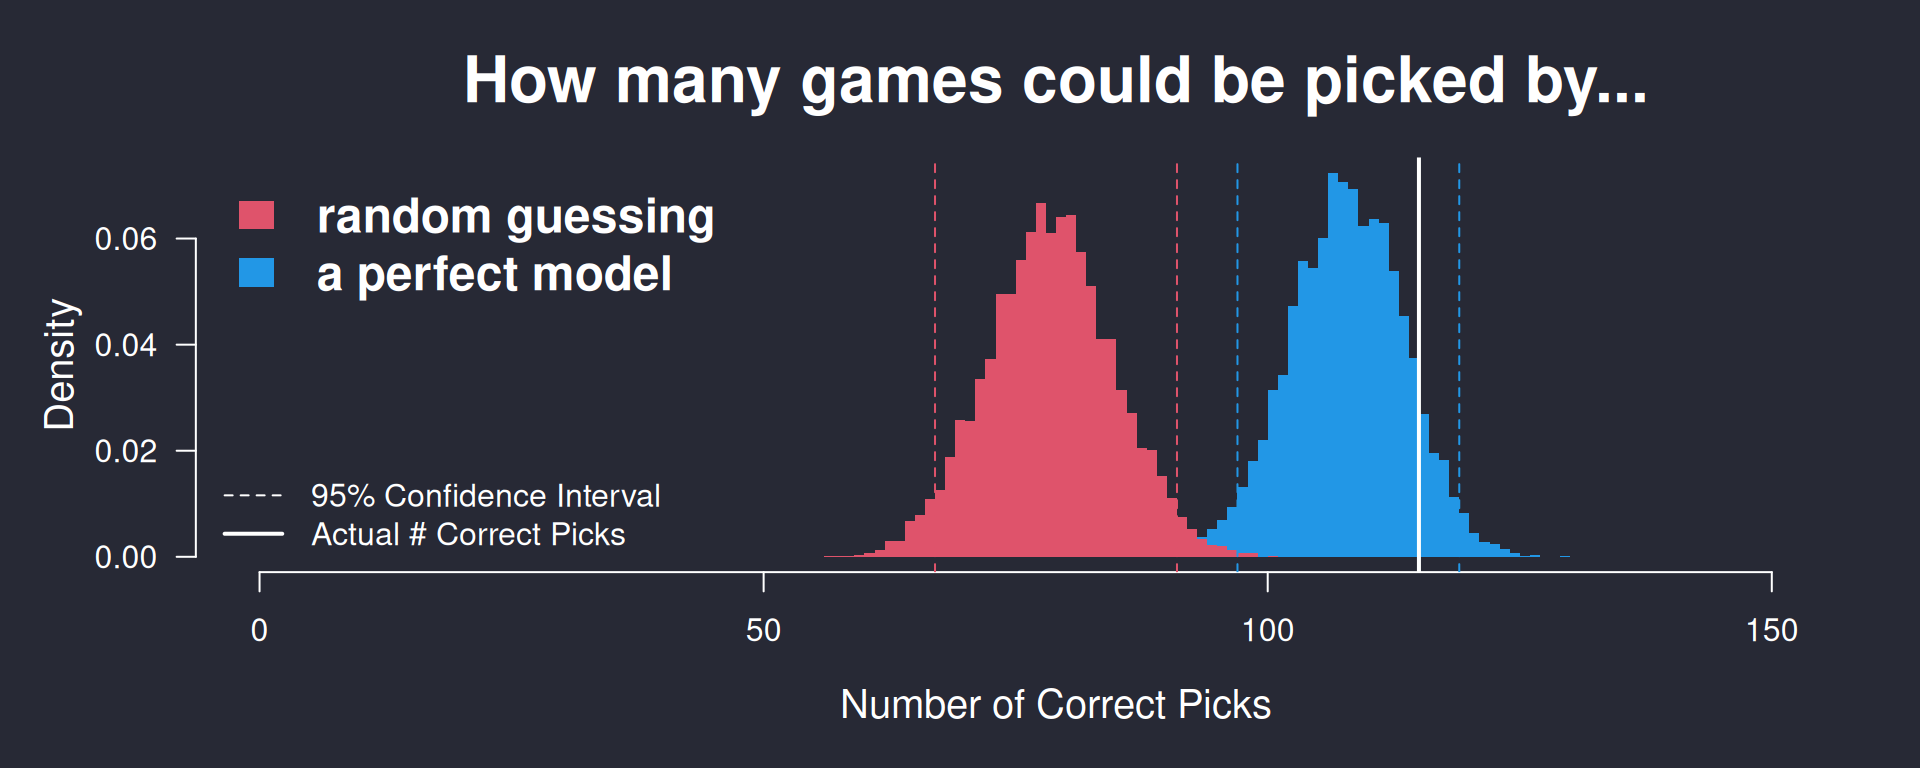 How many games could be picked by...
random guessing
a perfect model
0.06
0.04
0.02
0.00
Density
95% Confidence Interval
Actual # Correct Picks
0 50 100 150
Number of Correct Picks